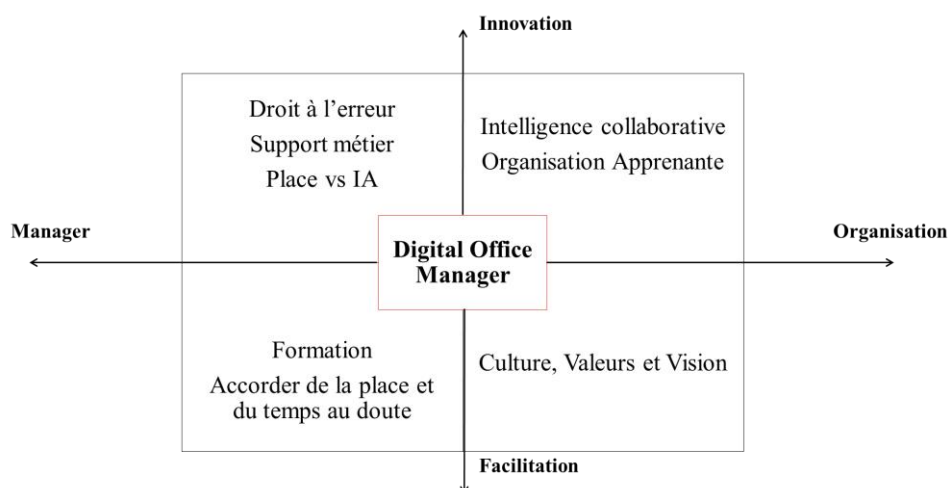 Innovation
Droit à l’erreur
Support métier
Place vs IA
Intelligence collaborative
Organisation Apprenante
Manager
Organisation
Digital Office
Manager
Formation
Accorder de la place et
du temps au doute
Culture, Valeurs et Vision
Facilitation